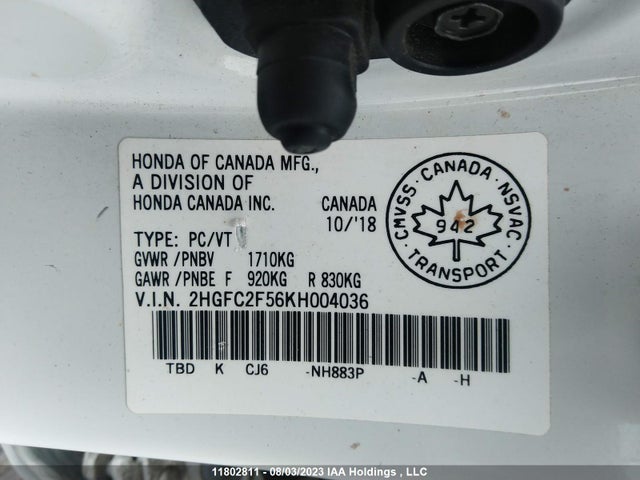 HONDA OF CANADA MFG.,
A DIVISION OF
HONDA CANADA INC. CANADA
10/'18
TYPE: PC/VT
GVWR /PNBV 1710KG
GAWR /PNBE F 920KG R 830KG
V.I.N. 2HGFC2F56KH004036
TBD K CJ6 -NH883P -A -H
CMVSS · CANADA · NSVAC
942
· TRANSPORT ·
11802811 - 08/03/2023 IAA Holdings , LLC